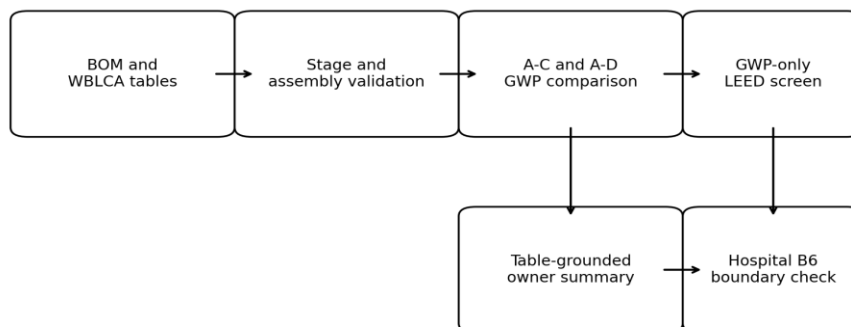 BOM and
WBLCA tables
Stage and
assembly validation
A-C and A-D
GWP comparison
GWP-only
LEED screen
Table-grounded
owner summary
Hospital B6
boundary check